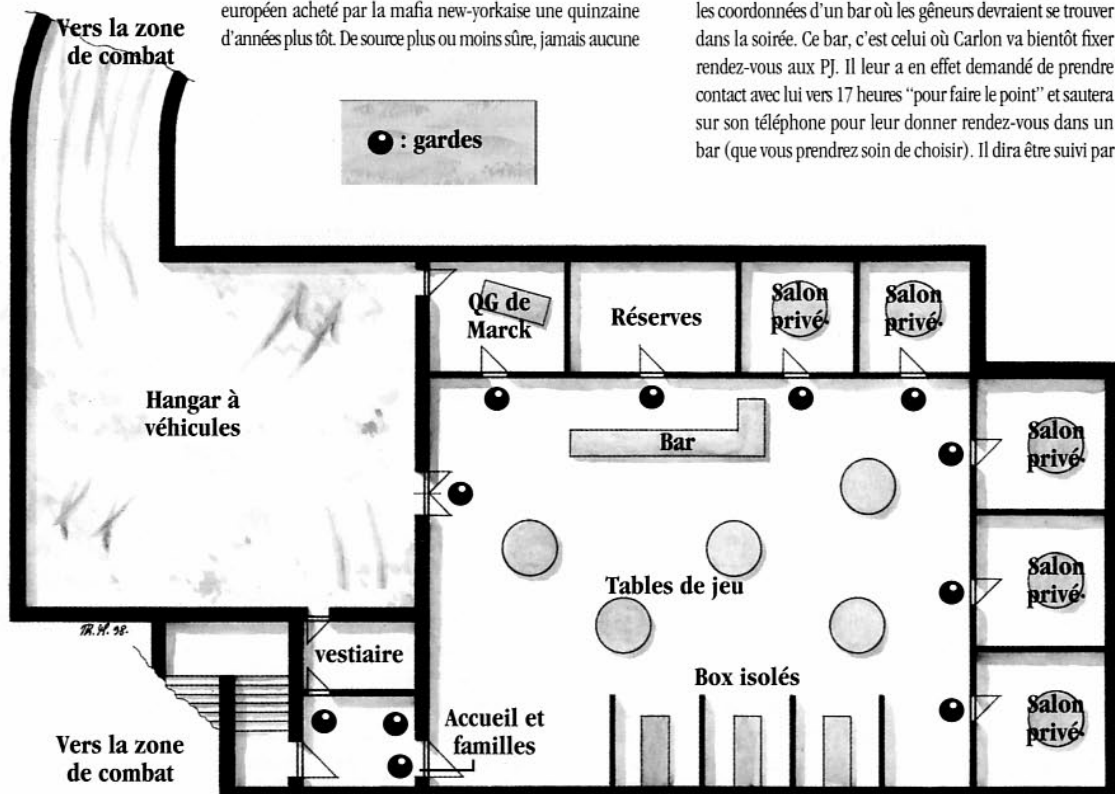 européen acheté par la mafia new-yorkaise une quinzaine
d'années plus tôt. De source plus ou moins sûre, jamais aucune
les coordonnées d'un bar où les gêneurs devraient se trouver
dans la soirée. Ce bar, c'est celui où Carlon va bientôt fixer
rendez-vous aux PJ. Il leur a en effet demandé de prendre
contact avec lui vers 17 heures “pour faire le point” et sautera
sur son téléphone pour leur donner rendez-vous dans un
bar (que vous prendrez soin de choisir). Il dira être suivi par
Vers la zone
de combat
: gardes
QG de
Marck
Réserves
Salon
privé.
Salon
privé.
Hangar à
véhicules
Bar
Salon
privé.
Tables de jeu
Salon
privé.
vestiaire
Box isolés
Salon
privé.
Accueil et
familles
Vers la zone
de combat